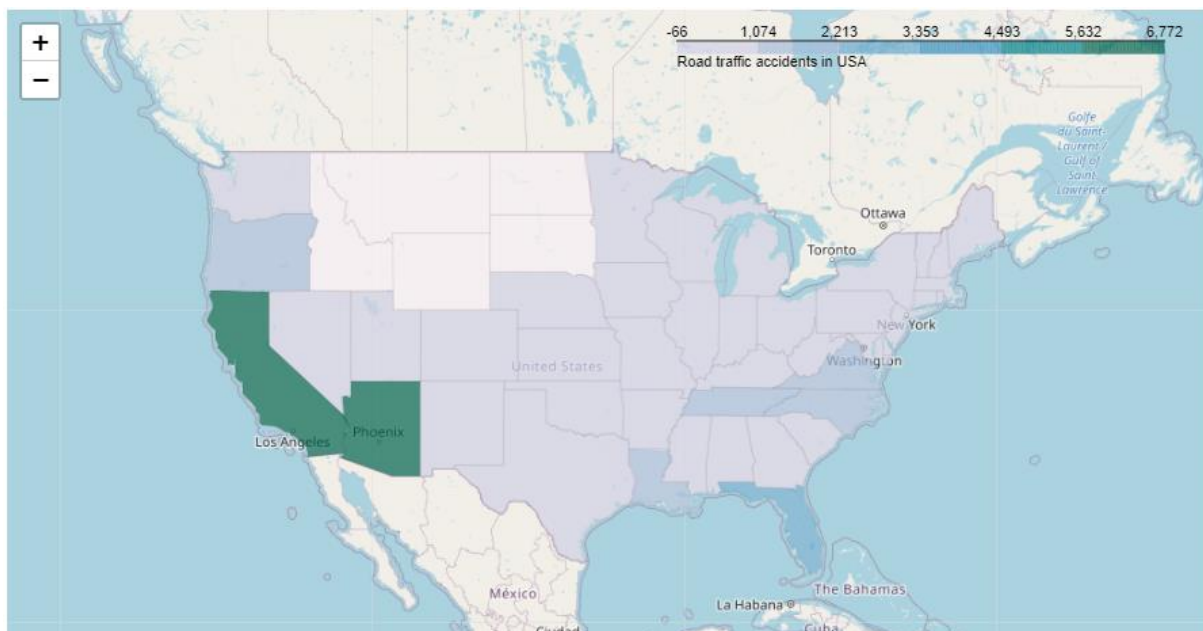 +
−
-66 1,074 2,213 3,353 4,493 5,632 6,772
Road traffic accidents in USA
Golfe
du Saint-
Laurent /
Gulf of
Saint
Lawrence
Ottawa
Toronto
New York
Washington
United States
Los Angeles
Phoenix
México
The Bahamas
La Habana
Cuba
Ciudad